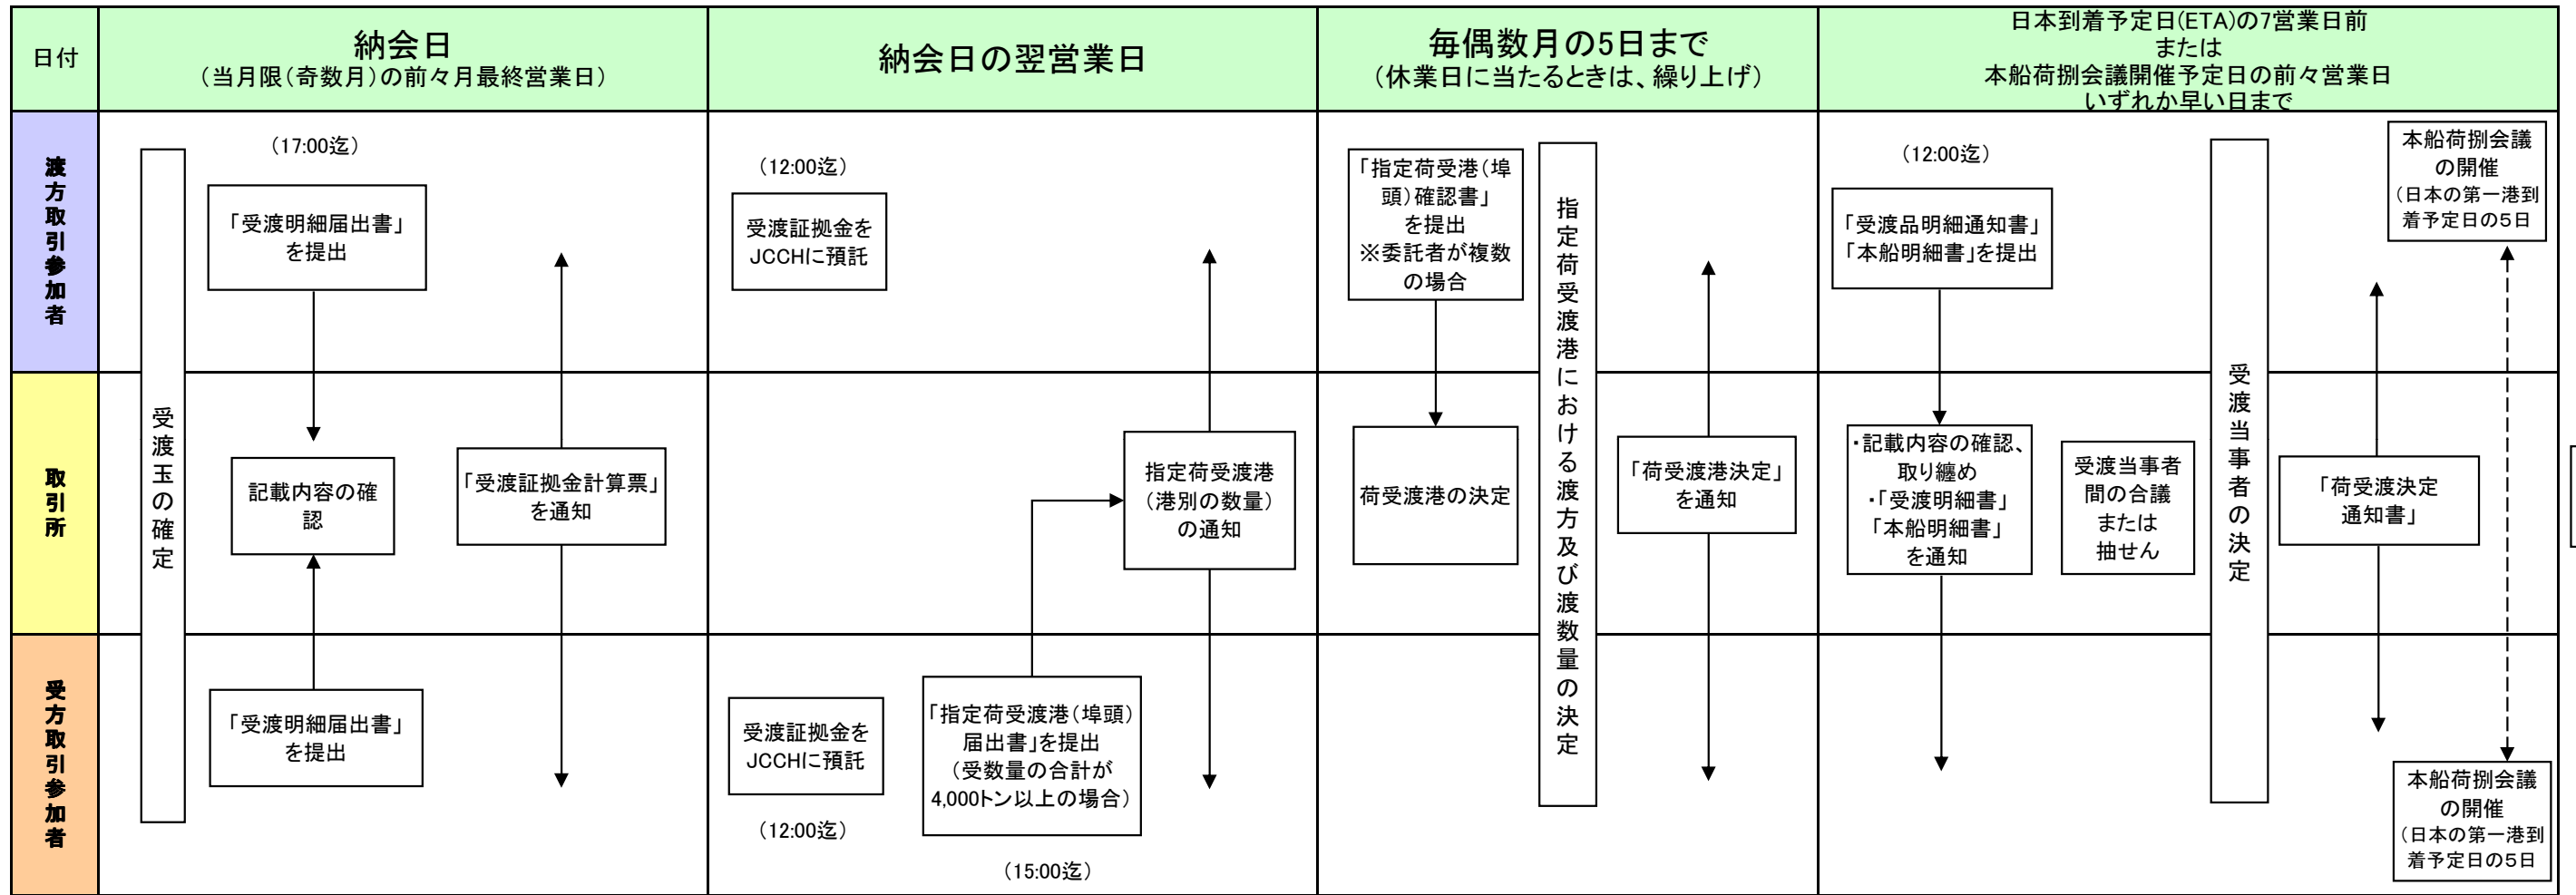 日付
納会日
（当月限（奇数月）の前々月最終営業日）
納会日の翌営業日
毎偶数月の5日まで
（休業日に当たるときは、繰り上げ）
日本到着予定日(ETA)の7営業日前
または
本船荷捌会議開催予定日の前々営業日
いずれか早い日まで
渡方取引参加者
受渡玉の確定
（17:00迄）
「受渡明細届出書」
を提出
（12:00迄）
受渡証拠金を
JCCHに預託
「指定荷受港（埠
頭）確認書」
を提出
※委託者が複数
の場合
指定荷受渡港における渡方及び渡数量の決定
（12:00迄）
「受渡品明細通知書」
「本船明細書」を提出
受渡当事者の決定
本船荷捌会議
の開催
（日本の第一港到
着予定日の5日
取引所
記載内容の確
認
「受渡証拠金計算票」
を通知
指定荷受渡港
（港別の数量）
の通知
荷受渡港の決定
「荷受渡港決定」
を通知
・記載内容の確認、
取り纏め
・「受渡明細書」
「本船明細書」
を通知
受渡当事者
間の合議
または
抽せん
「荷受渡決定
通知書」
受方取引参加者
「受渡明細届出書」
を提出
受渡証拠金を
JCCHに預託
（12:00迄）
「指定荷受渡港（埠頭）
届出書」を提出
（受数量の合計が
4,000トン以上の場合）
（15:00迄）
本船荷捌会議
の開催
（日本の第一港到
着予定日の5日